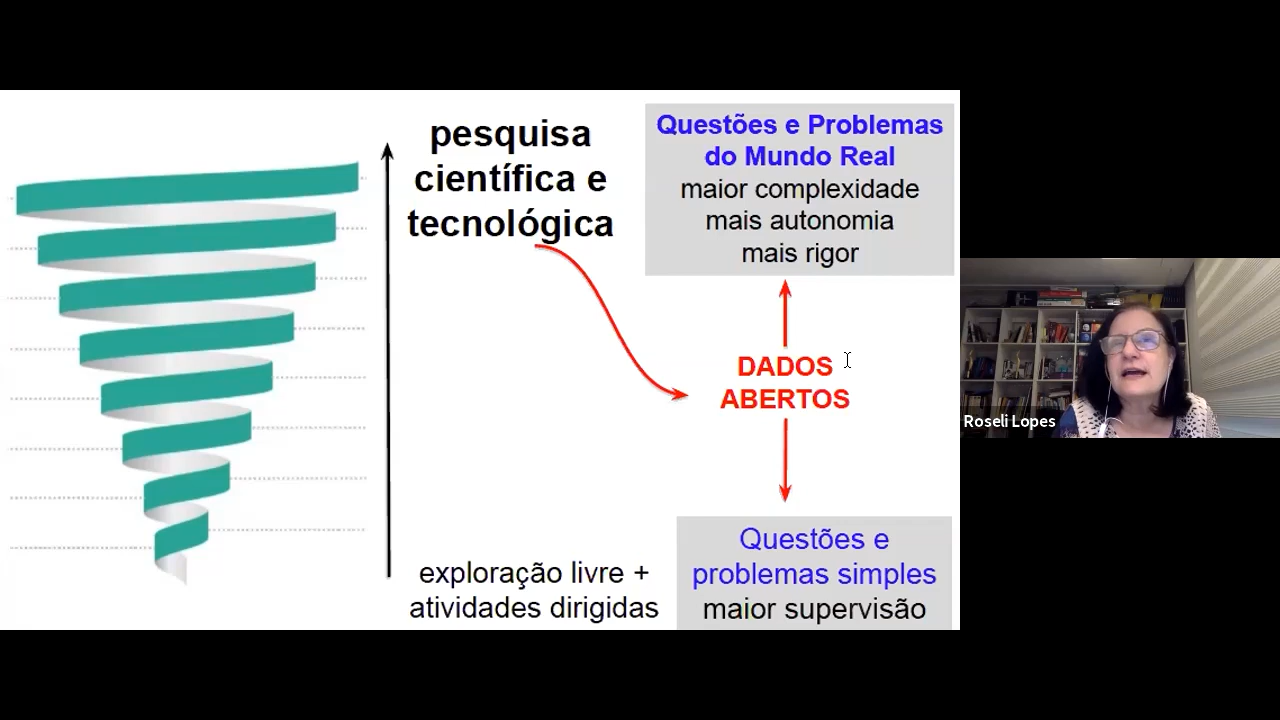 pesquisa
científica e
tecnológica
Questões e Problemas
do Mundo Real
maior complexidade
mais autonomia
mais rigor
DADOS
ABERTOS
Roseli Lopes
exploração livre +
atividades dirigidas
Questões e
problemas simples
maior supervisão